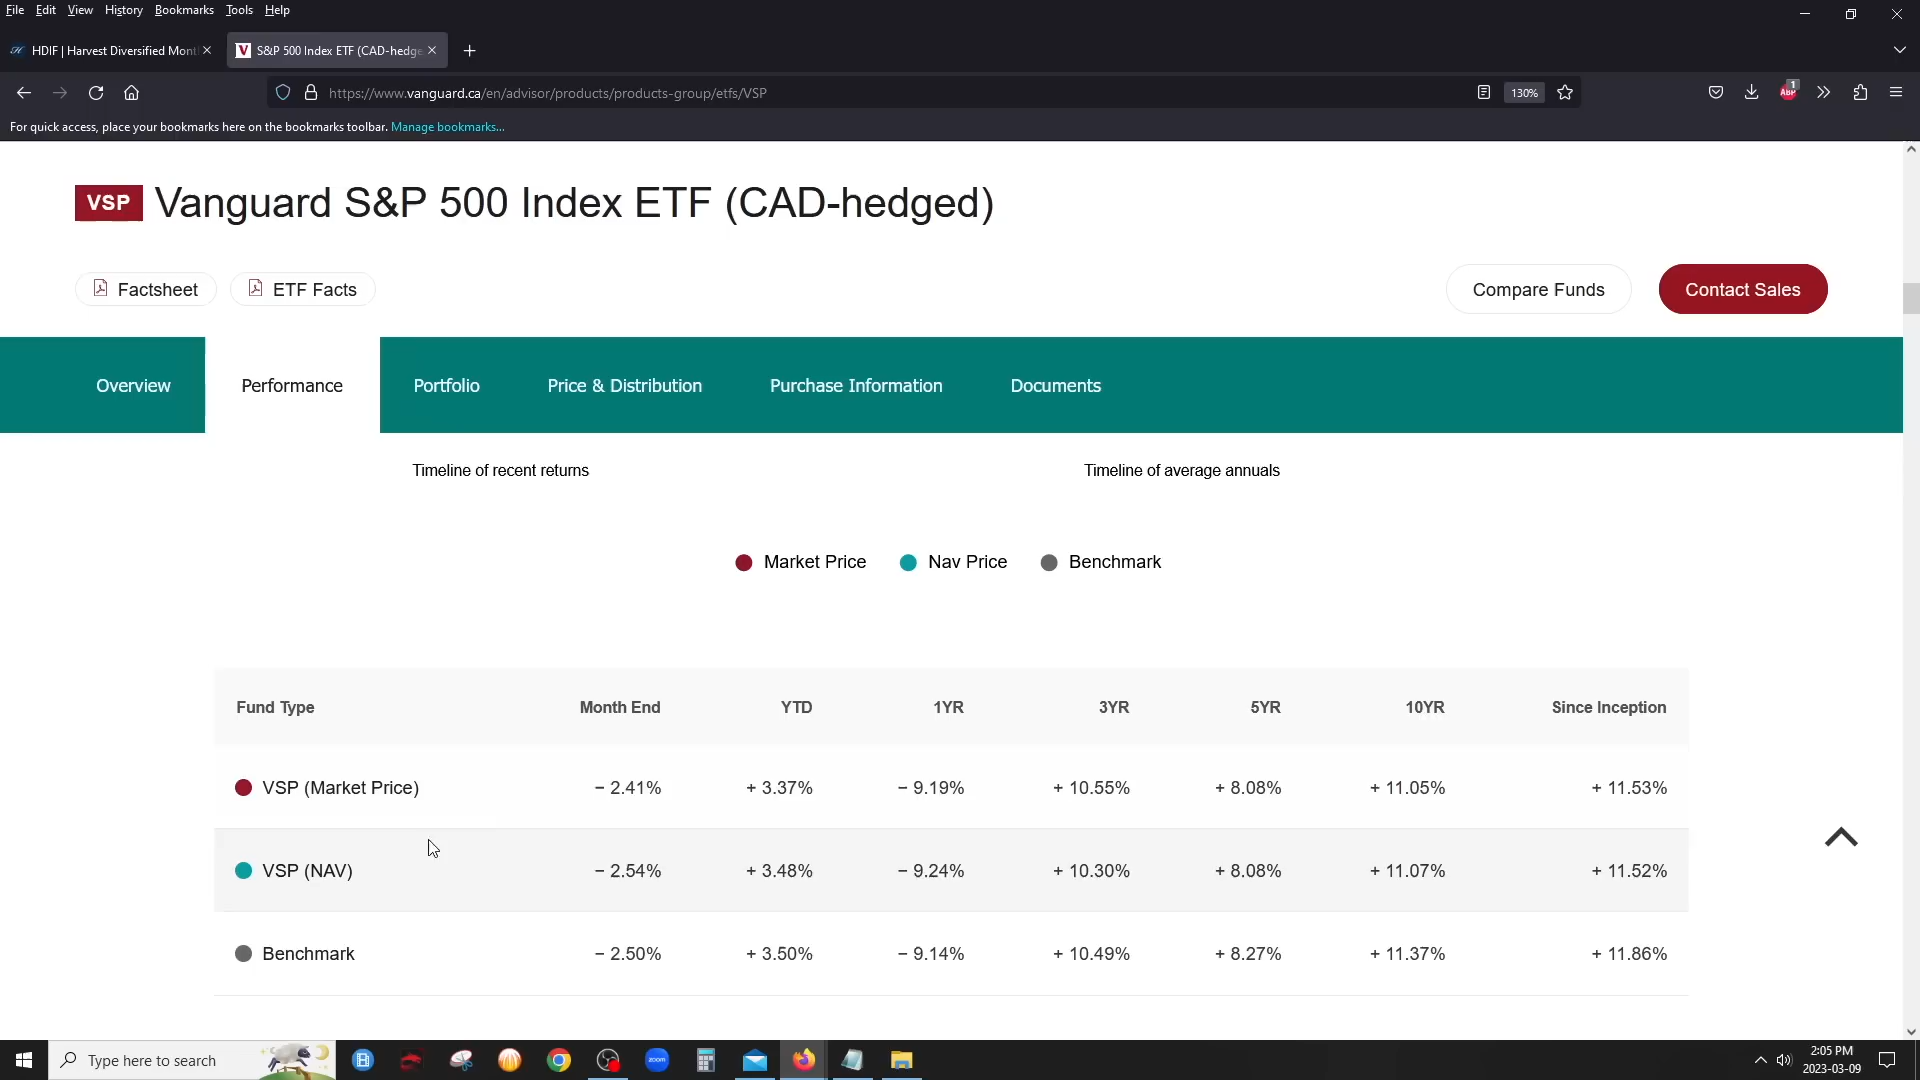 File Edit View History Bookmarks Tools Help
HDIF | Harvest Diversified Mont
V S&P 500 Index ETF (CAD-hedge
https://www.vanguard.ca/en/advisor/products/products-group/etfs/VSP
130%
ABP
1
For quick access, place your bookmarks here on the bookmarks toolbar. Manage bookmarks...
VSP Vanguard S&P 500 Index ETF (CAD-hedged)
Factsheet ETF Facts Compare Funds Contact Sales
Overview Performance Portfolio Price & Distribution Purchase Information Documents
Timeline of recent returns Timeline of average annuals
Market Price Nav Price Benchmark
Fund Type Month End YTD 1YR 3YR 5YR 10YR Since Inception
VSP (Market Price) − 2.41% + 3.37% − 9.19% + 10.55% + 8.08% + 11.05% + 11.53%
VSP (NAV) − 2.54% + 3.48% − 9.24% + 10.30% + 8.08% + 11.07% + 11.52%
Benchmark − 2.50% + 3.50% − 9.14% + 10.49% + 8.27% + 11.37% + 11.86%
Type here to search
zoom
2:05 PM
2023-03-09